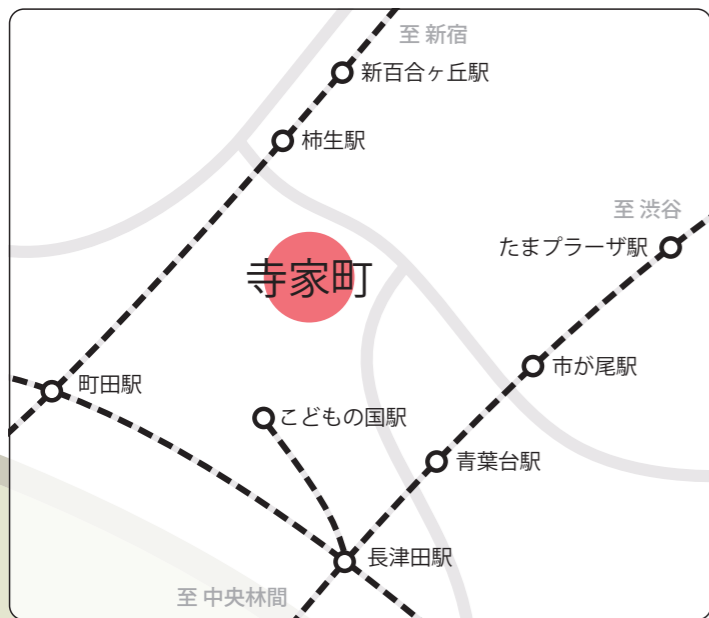 至 新宿
新百合ヶ丘駅
柿生駅
至 渋谷
たまプラーザ駅
寺家町
市が尾駅
町田駅
こどもの国駅
青葉台駅
長津田駅
至 中央林間